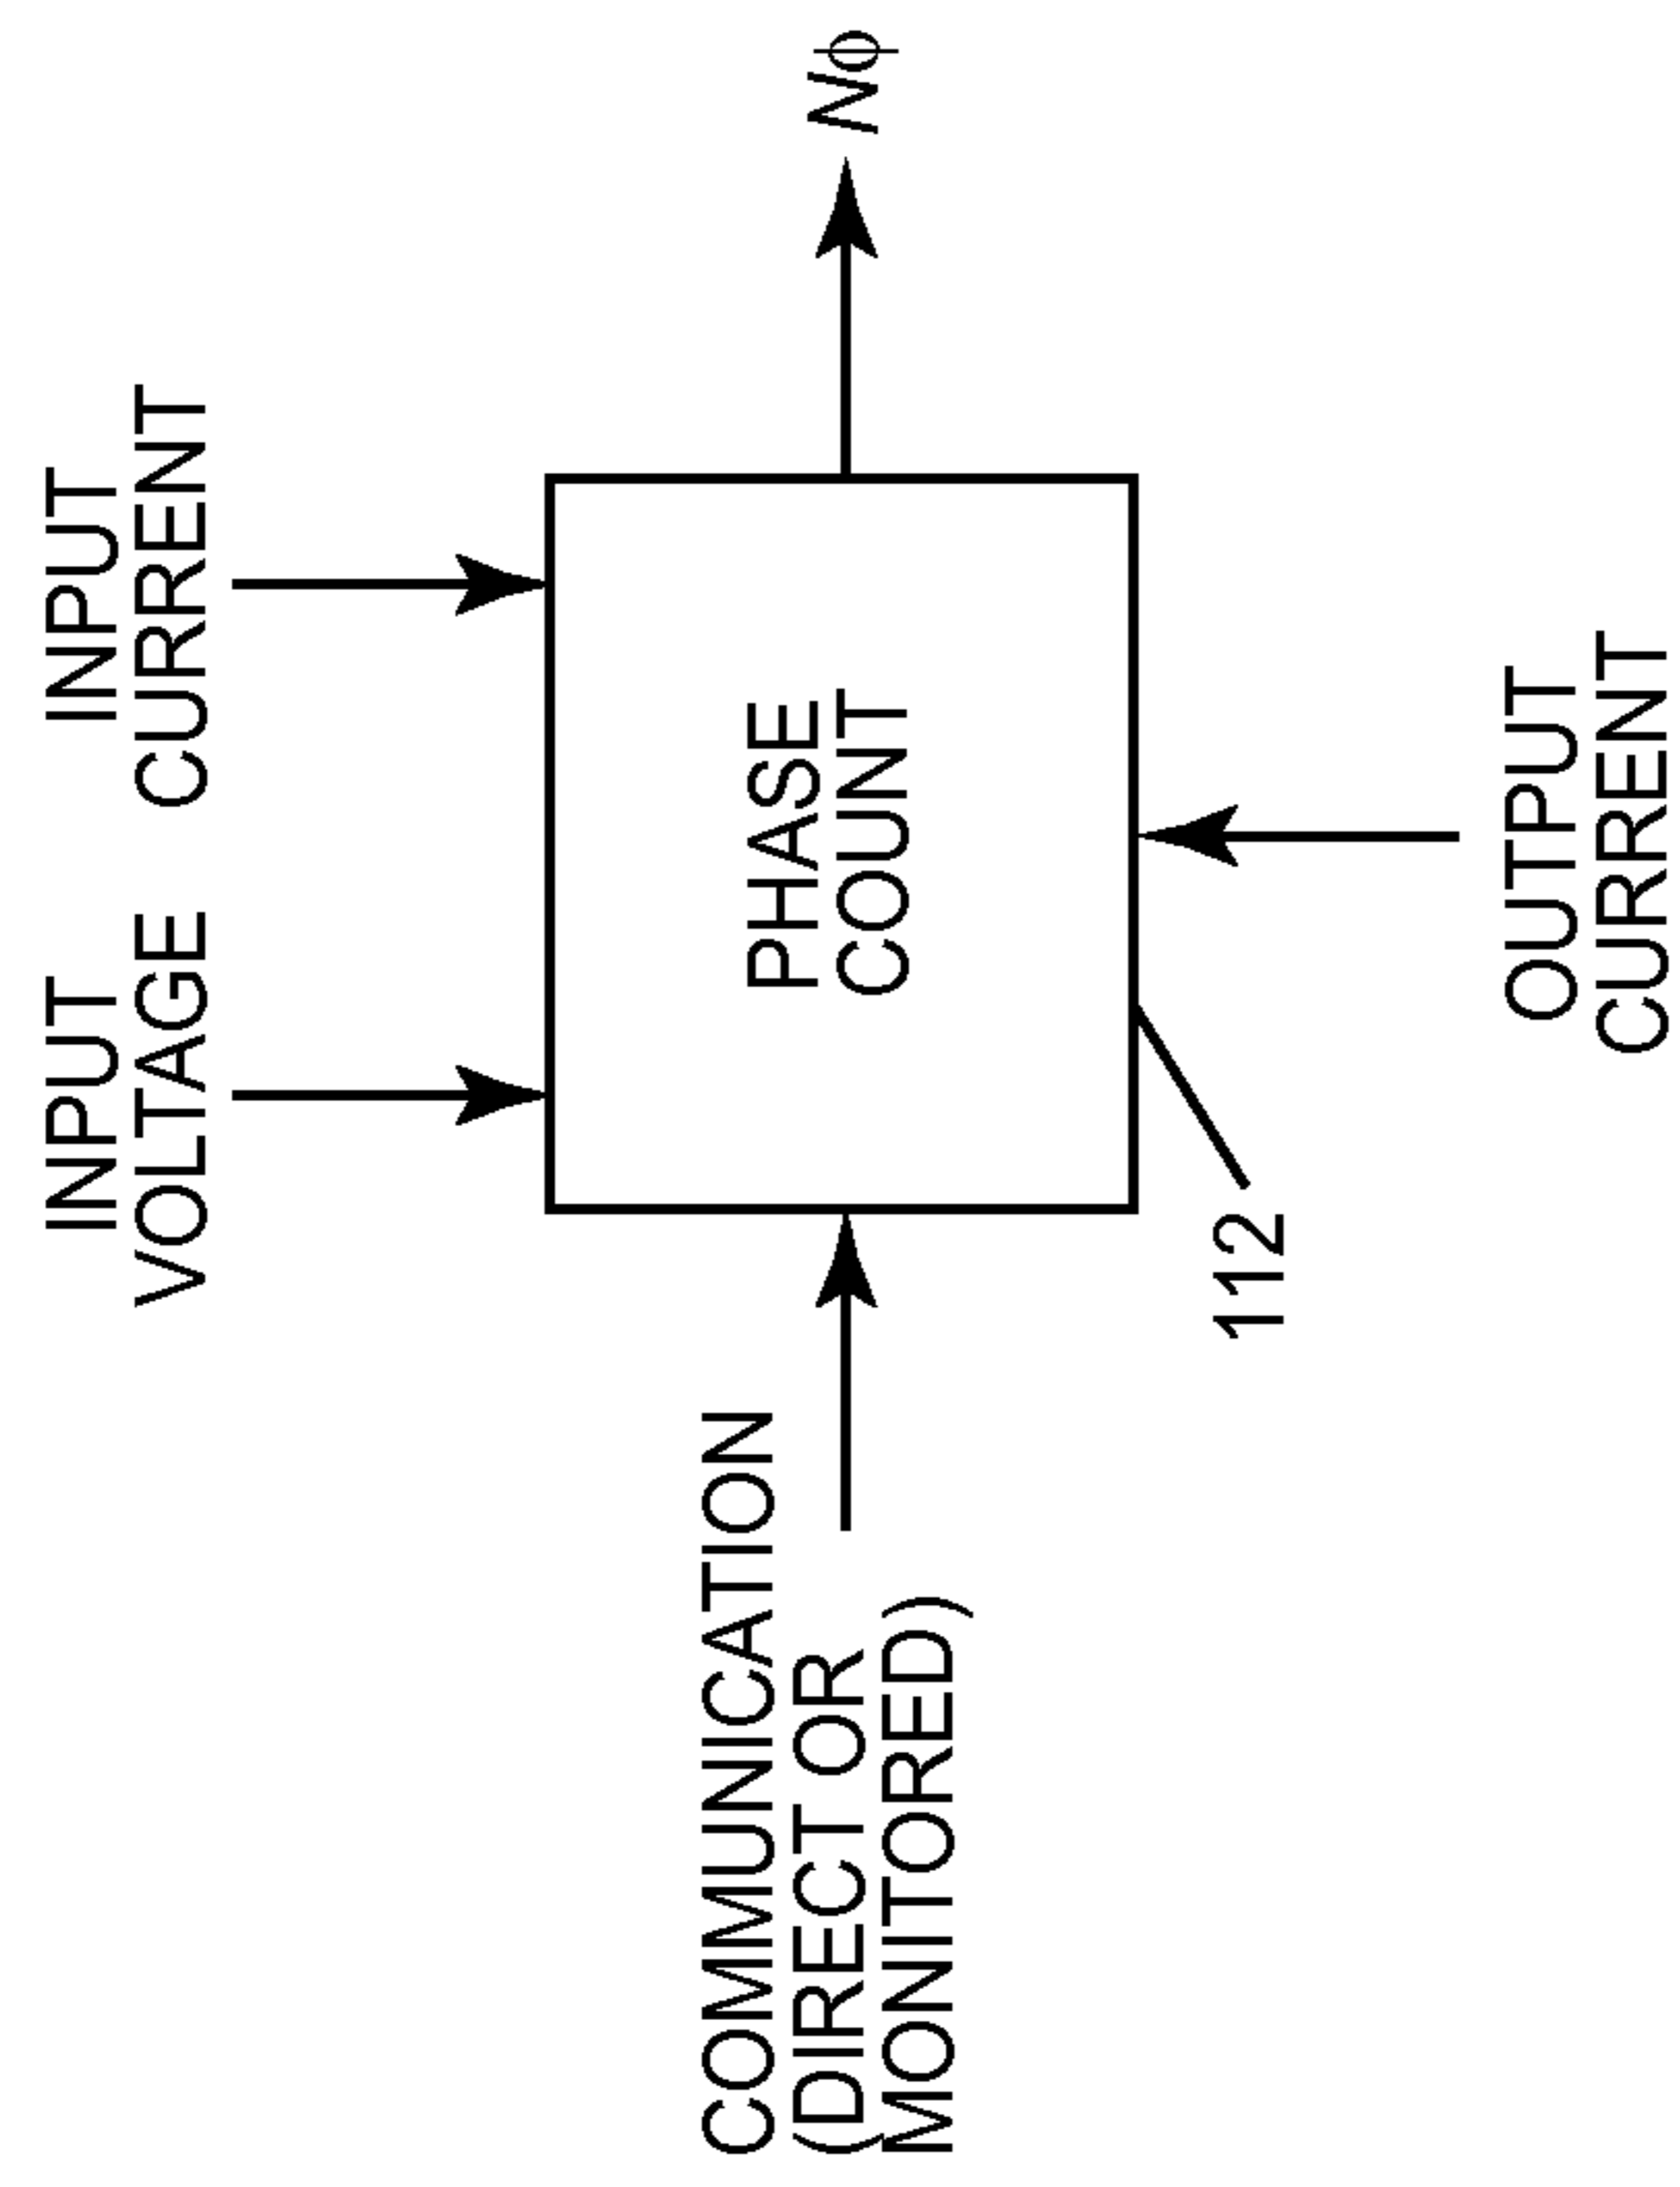 INPUT
VOLTAGE
INPUT
CURRENT
COMMUNICATION
(DIRECT OR
MONITORED)
PHASE
COUNT
Nϕ
112
OUTPUT
CURRENT